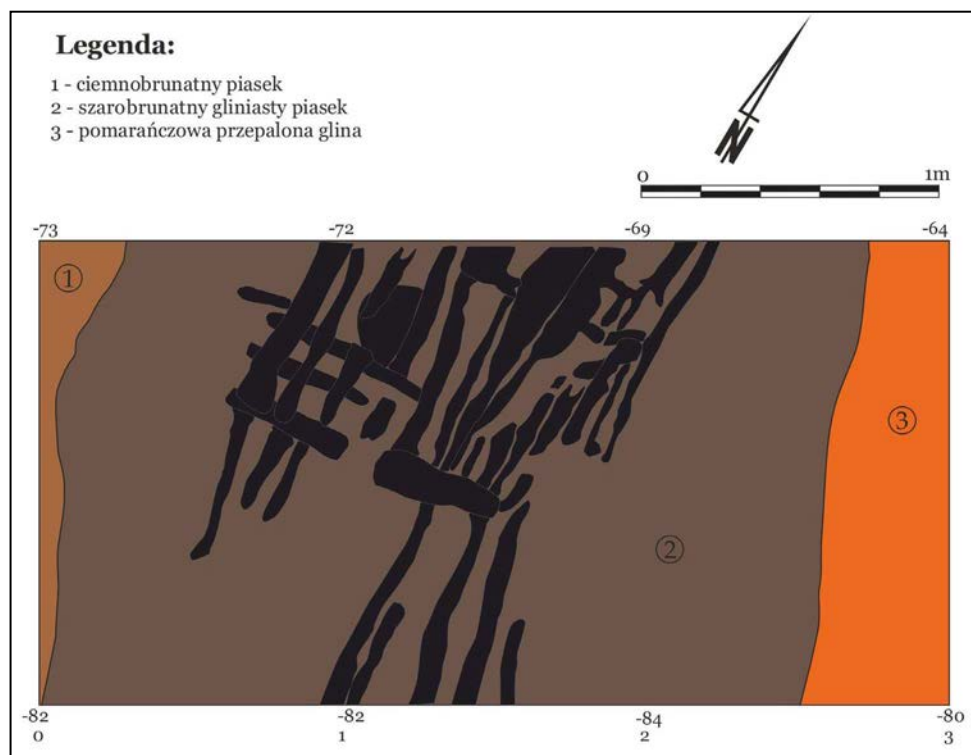 Legenda:
1 - ciemnobrunatny piasek
2 - szarobrunatny gliniasty piasek
3 - pomarańczowa przepalona glina
N
0 1m
-73 -72 -69 -64
1
3
2
-82 -82 -84 -80
0 1 2 3